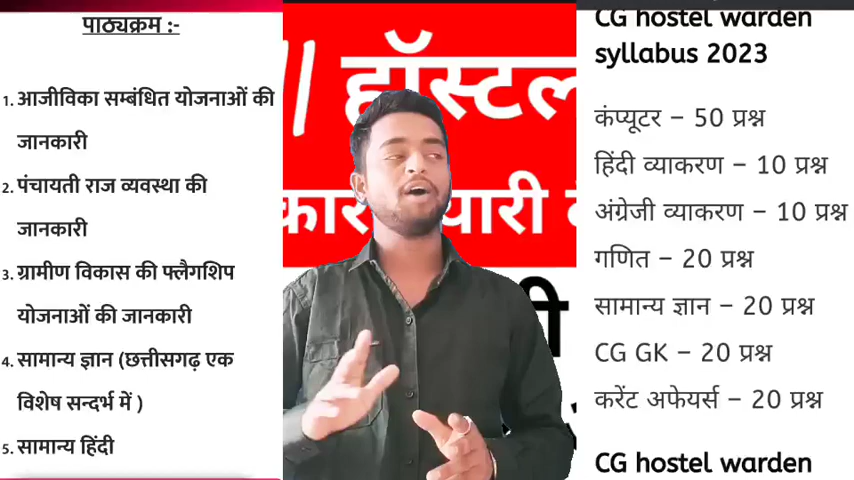 पाठ्यक्रम :-
1. आजीविका सम्बंधित योजनाओं की
जानकारी
2. पंचायती राज व्यवस्था की
जानकारी
3. ग्रामीण विकास की फ्लैगशिप
योजनाओं की जानकारी
4. सामान्य ज्ञान (छत्तीसगढ़ एक
विशेष सन्दर्भ में )
5. सामान्य हिंदी
|| हॉस्टल
CG hostel warden
syllabus 2023
कंप्यूटर – 50 प्रश्न
हिंदी व्याकरण – 10 प्रश्न
अंग्रेजी व्याकरण – 10 प्रश्न
गणित – 20 प्रश्न
सामान्य ज्ञान – 20 प्रश्न
CG GK – 20 प्रश्न
करेंट अफेयर्स – 20 प्रश्न
CG hostel warden